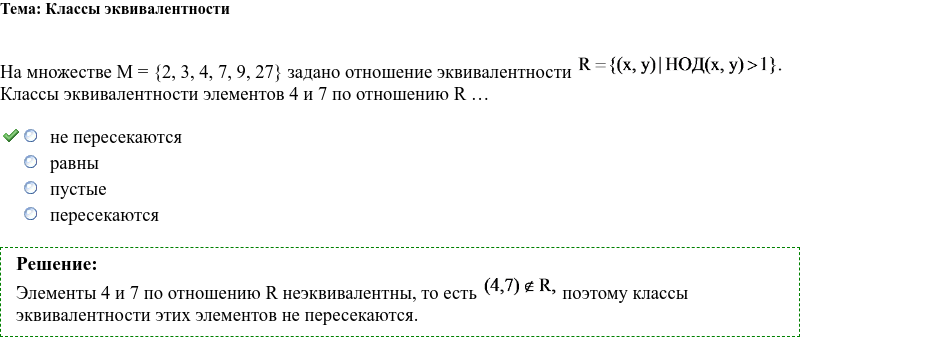 Тема: Классы эквивалентности
На множестве M = {2, 3, 4, 7, 9, 27} задано отношение эквивалентности R = {(x, y) | НОД(x, y) > 1}.
Классы эквивалентности элементов 4 и 7 по отношению R …
не пересекаются
равны
пустые
пересекаются
Решение:
Элементы 4 и 7 по отношению R неэквивалентны, то есть (4,7) ∉ R, поэтому классы
эквивалентности этих элементов не пересекаются.